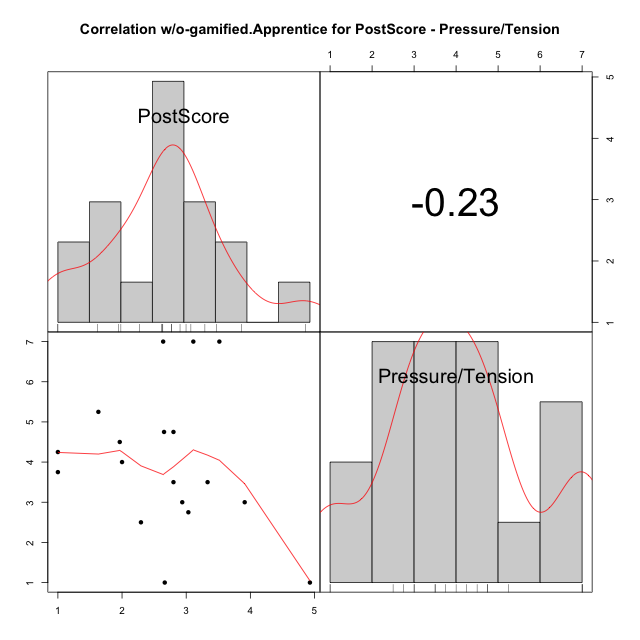 Correlation w/o-gamified.Apprentice for PostScore - Pressure/Tension
1 2 3 4 5 6 7
PostScore
-0.23
5
4
3
2
1
Pressure/Tension
7
6
5
4
3
2
1
1 2 3 4 5